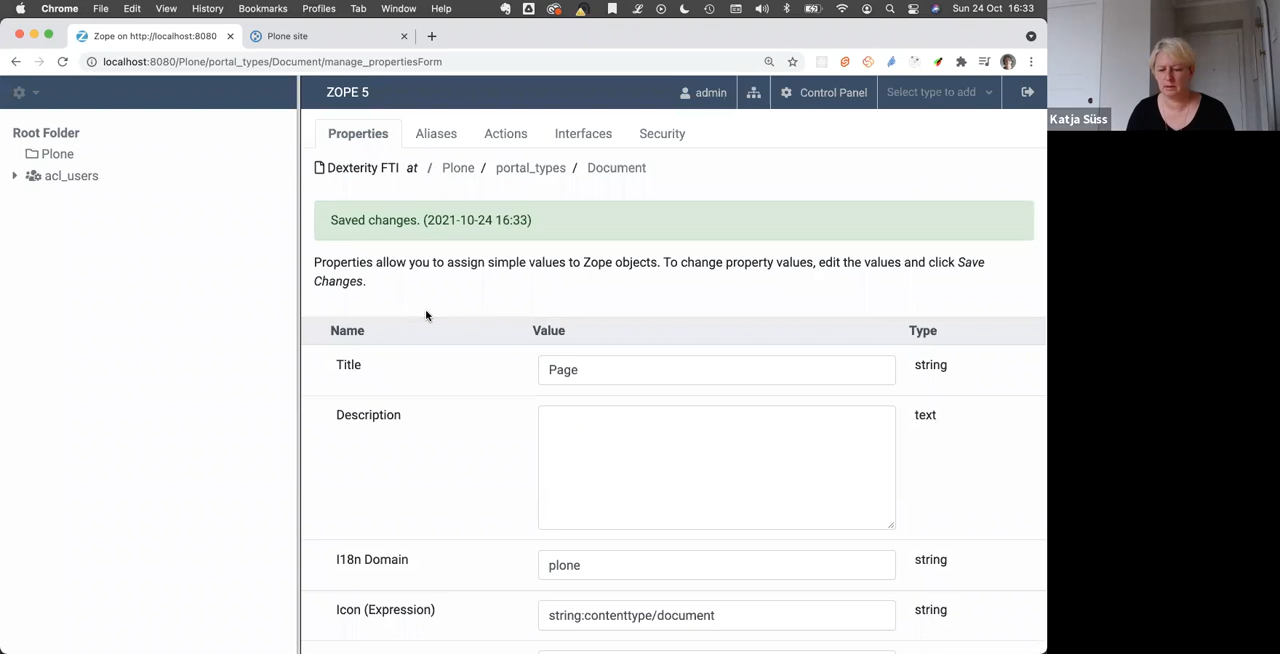 Chrome File Edit View History Bookmarks Profiles Tab Window Help Sun 24 Oct 16:33
Zope on http://localhost:8080 Plone site
localhost:8080/Plone/portal_types/Document/manage_propertiesForm
ZOPE 5 admin Control Panel Select type to add
Root Folder
Plone
acl_users
Properties Aliases Actions Interfaces Security
Dexterity FTI at / Plone / portal_types / Document
Saved changes. (2021-10-24 16:33)
Properties allow you to assign simple values to Zope objects. To change property values, edit the values and click Save
Changes.
Name Value Type
Title Page string
Description text
I18n Domain plone string
Icon (Expression) string:contenttype/document string
Katja Süss